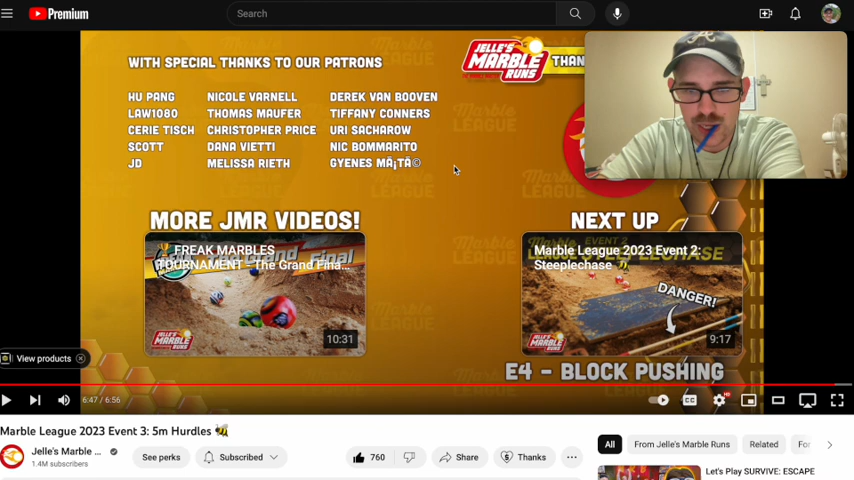 Premium
Search
WITH SPECIAL THANKS TO OUR PATRONS
JELLE'S
MARBLE
RUNS
THAN
HU PANG
NICOLE VARNELL
DEREK VAN BOOVEN
LAW1080
THOMAS MAUFER
TIFFANY CONNERS
CERIE TISCH
CHRISTOPHER PRICE
URI SACHAROW
SCOTT
DANA VIETTI
NIC BOMMARITO
JD
MELISSA RIETH
GYENES MÃ¡TÃ©
MORE JMR VIDEOS!
NEXT UP
FREAK MARBLES
TOURNAMENT - The Grand Fina...
10:31
Marble League 2023 Event 2:
Steeplechase 🐝
DANGER!
9:17
View products
E4 - BLOCK PUSHING
6:47 / 6:56
CC
Marble League 2023 Event 3: 5m Hurdles 🐝
Jelle's Marble ...
1.4M subscribers
See perks
Subscribed
760
Share
Thanks
...
All
From Jelle's Marble Runs
Related
For
Let's Play SURVIVE: ESCAPE